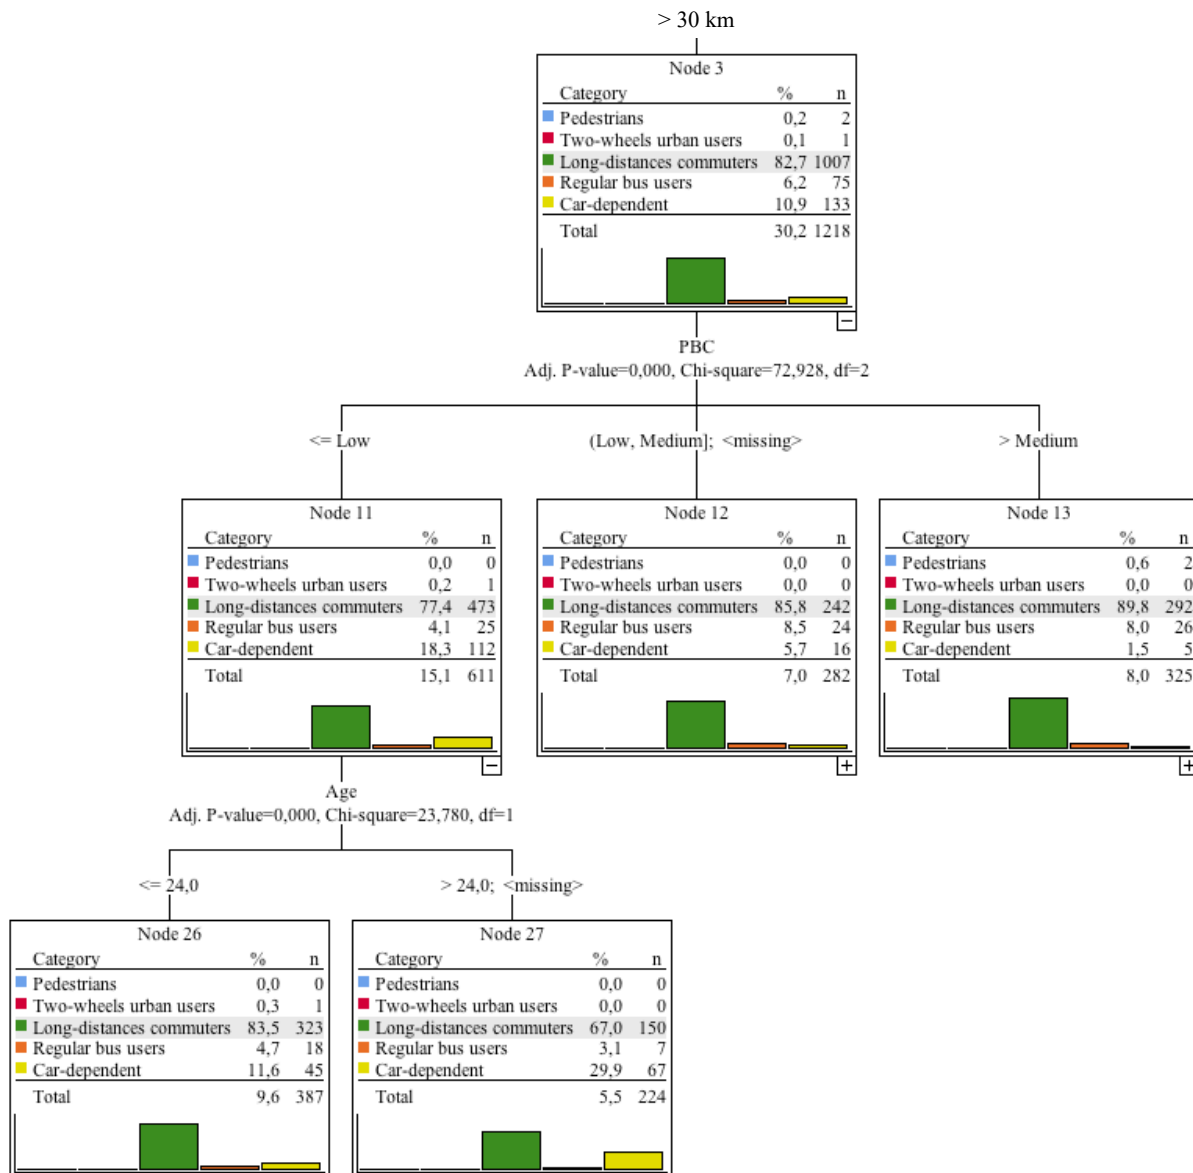 > 30 km
Node 3
Category % n
Pedestrians 0,2 2
Two-wheels urban users 0,1 1
Long-distances commuters 82,7 1007
Regular bus users 6,2 75
Car-dependent 10,9 133
Total 30,2 1218
PBC
Adj. P-value=0,000, Chi-square=72,928, df=2
<= Low
(Low, Medium]; <missing>
> Medium
Node 11
Category % n
Pedestrians 0,0 0
Two-wheels urban users 0,2 1
Long-distances commuters 77,4 473
Regular bus users 4,1 25
Car-dependent 18,3 112
Total 15,1 611
Node 12
Category % n
Pedestrians 0,0 0
Two-wheels urban users 0,0 0
Long-distances commuters 85,8 242
Regular bus users 8,5 24
Car-dependent 5,7 16
Total 7,0 282
Node 13
Category % n
Pedestrians 0,6 2
Two-wheels urban users 0,0 0
Long-distances commuters 89,8 292
Regular bus users 8,0 26
Car-dependent 1,5 5
Total 8,0 325
Age
Adj. P-value=0,000, Chi-square=23,780, df=1
<= 24,0
> 24,0; <missing>
Node 26
Category % n
Pedestrians 0,0 0
Two-wheels urban users 0,3 1
Long-distances commuters 83,5 323
Regular bus users 4,7 18
Car-dependent 11,6 45
Total 9,6 387
Node 27
Category % n
Pedestrians 0,0 0
Two-wheels urban users 0,0 0
Long-distances commuters 67,0 150
Regular bus users 3,1 7
Car-dependent 29,9 67
Total 5,5 224